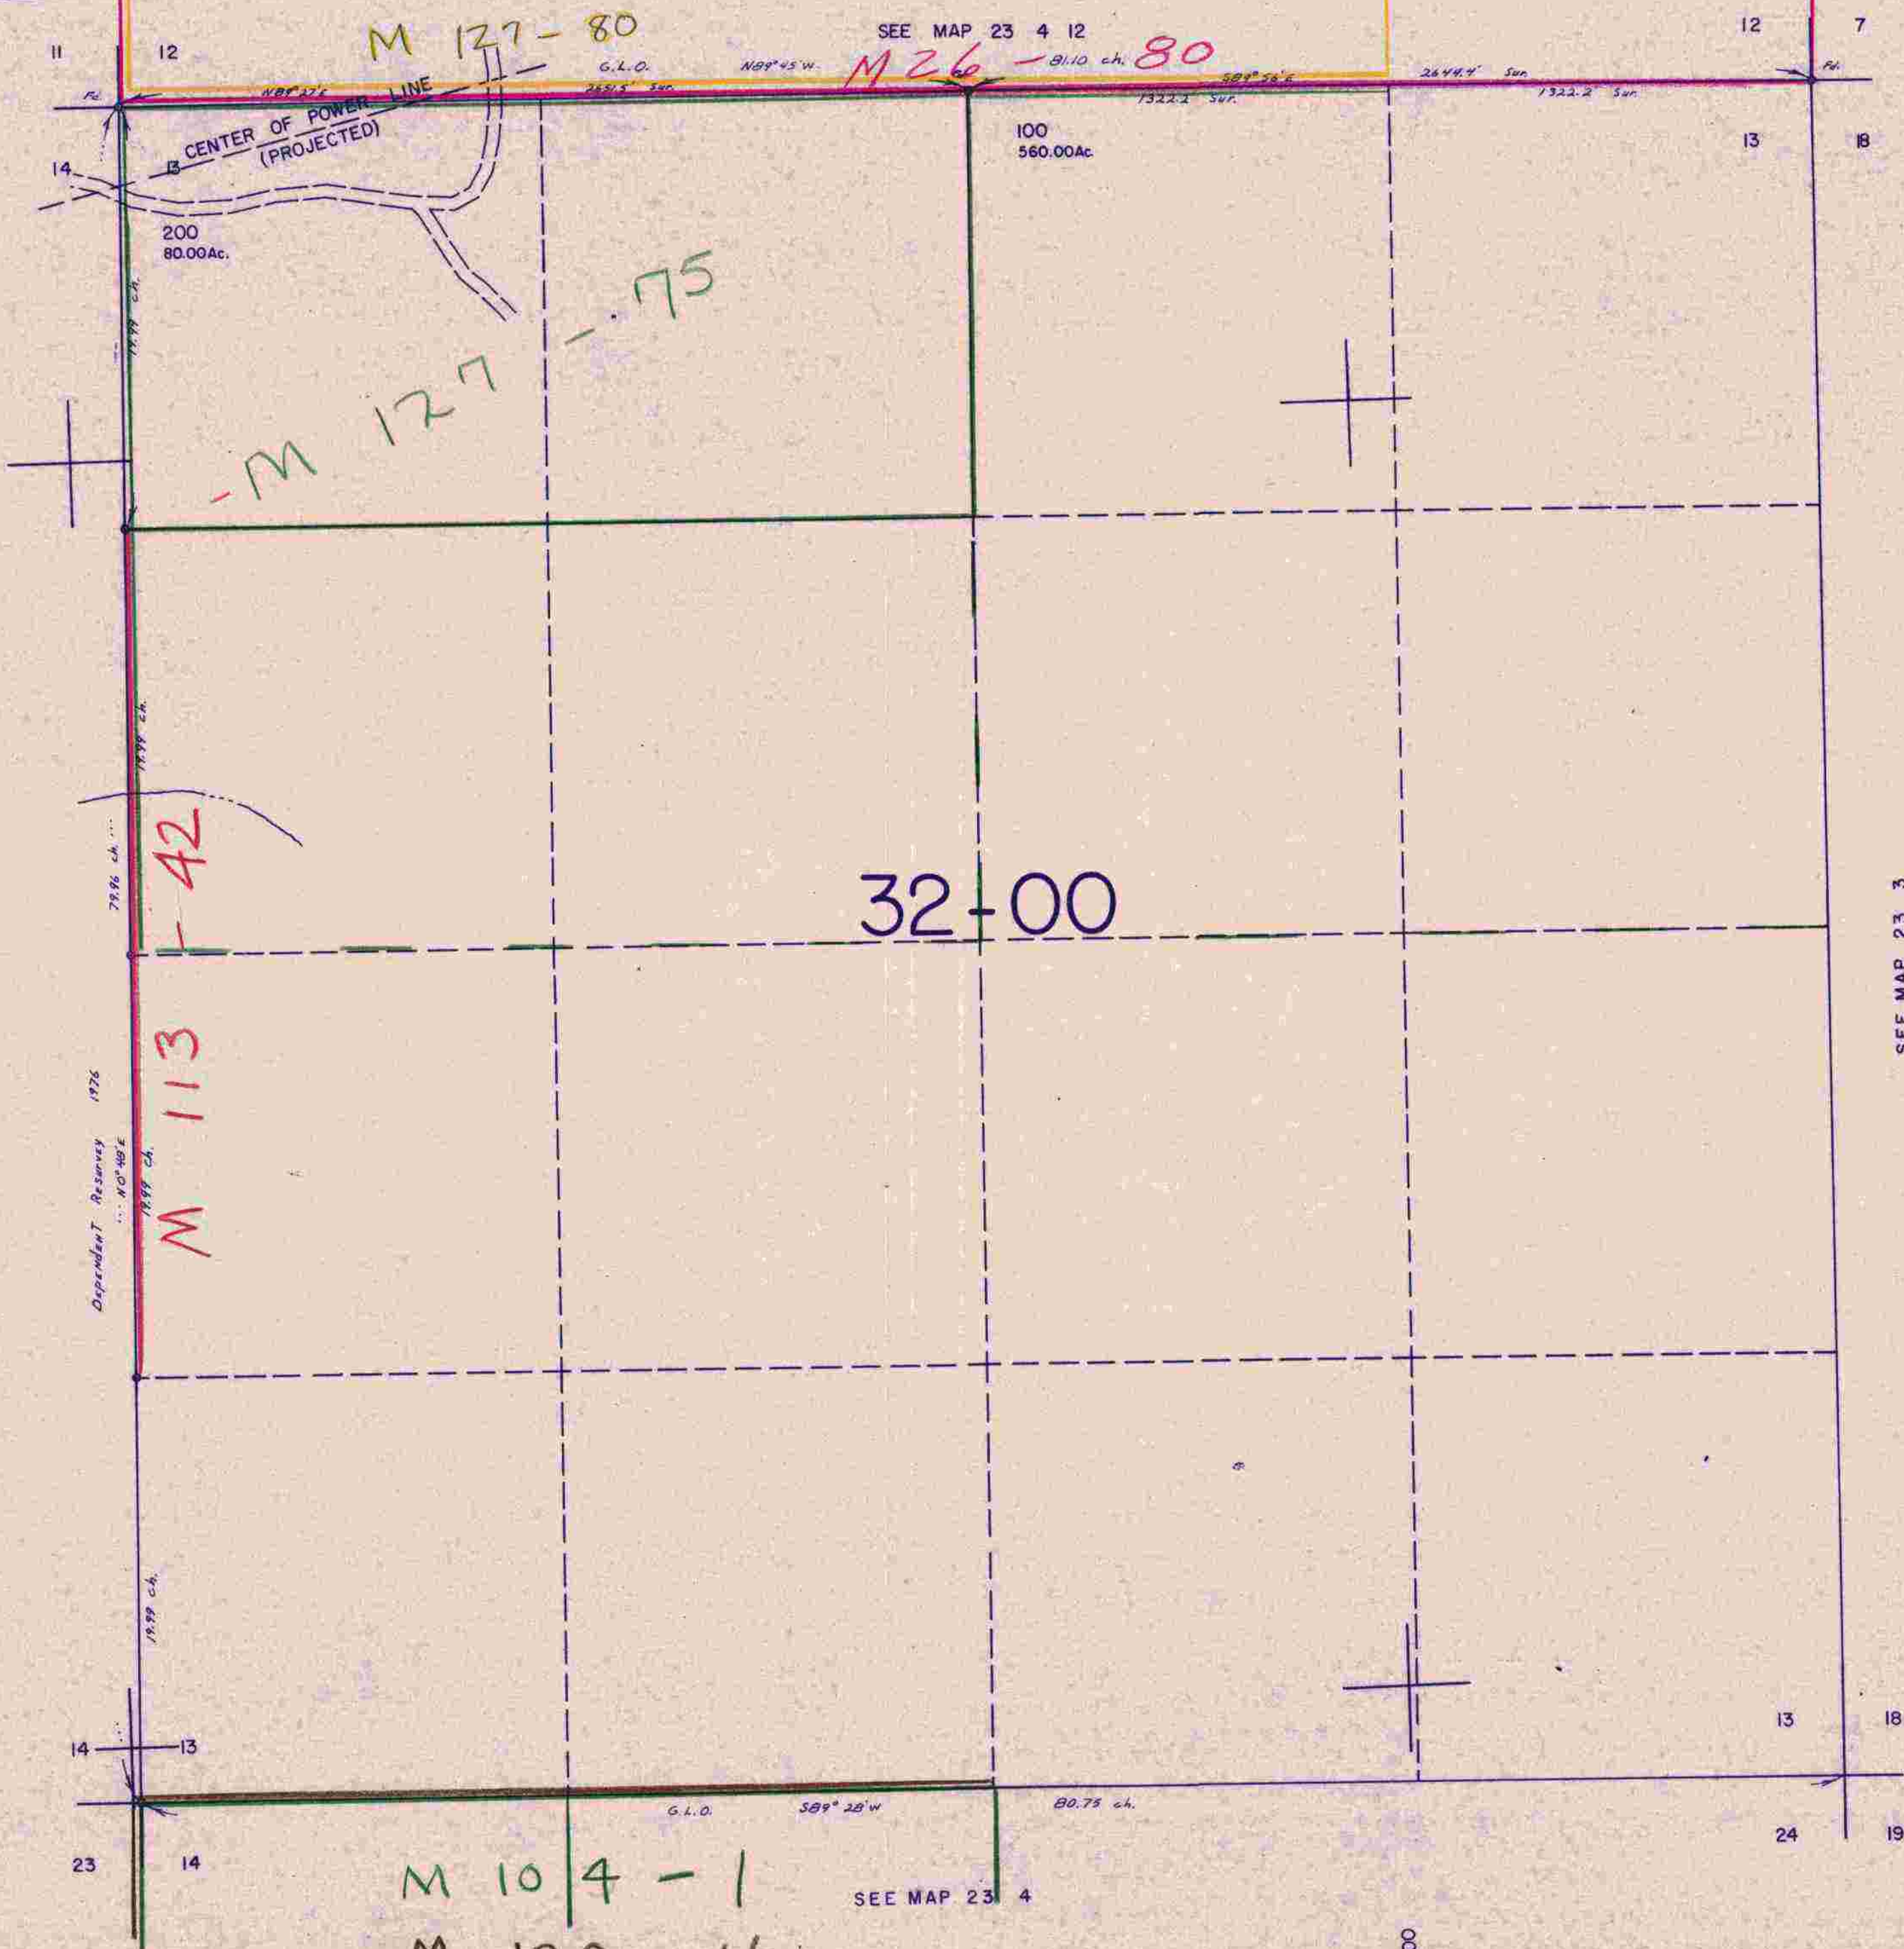 M 127 - 80
SEE MAP 23 4 12
11
12
12
7
G.L.O.
N89°45'W
M 26 - 80
81.10 ch.
S89°56'E
2644.4' Sur.
Fd.
Fd.
N89°27'E
2651.5' Sur.
1322.2 Sur.
1322.2' Sur.
CENTER OF POWER LINE
(PROJECTED)
14
13
100
560.00Ac.
13
18
200
80.00Ac.
19.99 ch.
- M 127 - .75
19.99 ch.
79.96 ch. ...
M 113 - 42
32-00
SEE MAP 23 3
Dependent Resurvey 1976
... N0°48'E
19.99 ch.
19.99 ch.
14
13
13
18
G.L.O.
S89°28'W
80.75 ch.
23
14
24
19
M 104 - 1
SEE MAP 23 4